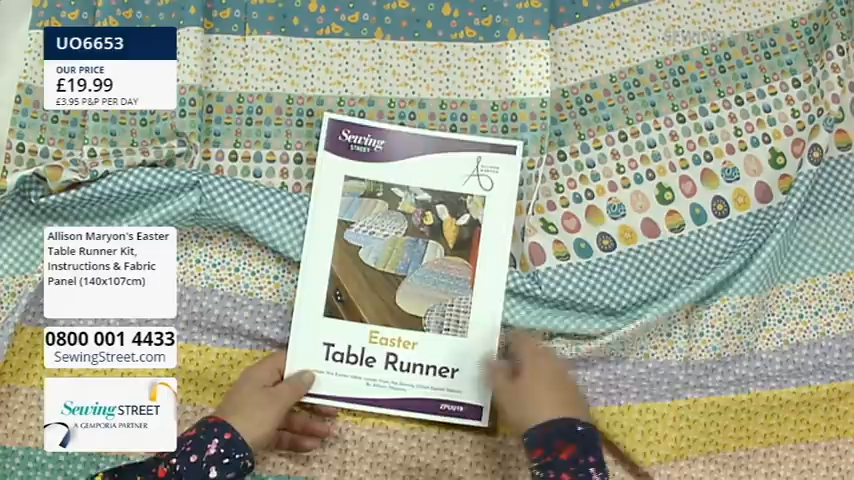 UO6653
OUR PRICE
£19.99
£3.95 P&P PER DAY
Allison Maryon's Easter
Table Runner Kit,
Instructions & Fabric
Panel (140x107cm)
0800 001 4433
SewingStreet.com
Sewing STREET
A GEMPORIA PARTNER
Sewing
STREET
Easter
Table Runner